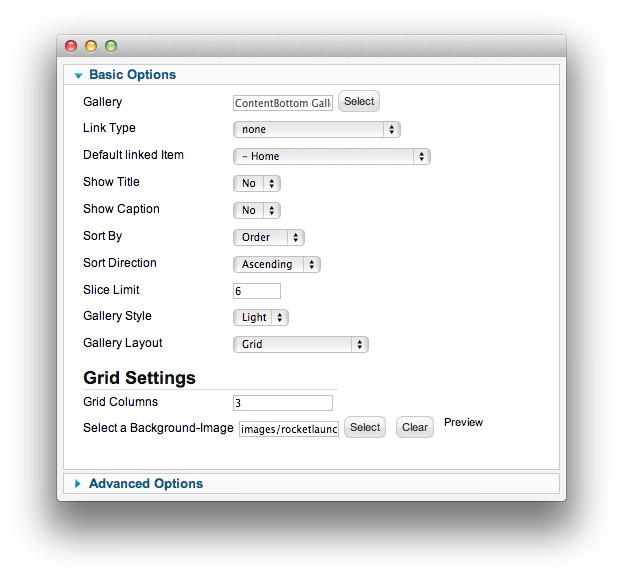 Basic Options
Gallery ContentBottom Gall Select
Link Type none
Default linked Item - Home
Show Title No
Show Caption No
Sort By Order
Sort Direction Ascending
Slice Limit 6
Gallery Style Light
Gallery Layout Grid
Grid Settings
Grid Columns 3
Select a Background-Image images/rocketlaunc Select Clear Preview
Advanced Options